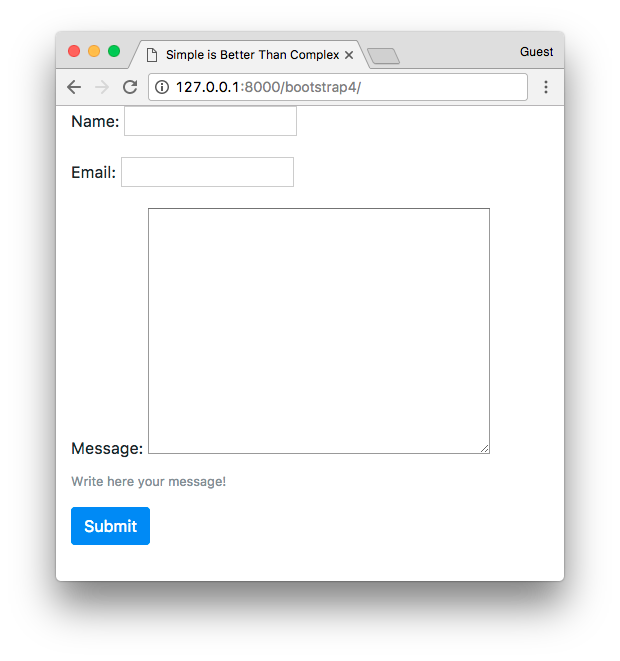 Simple is Better Than Complex
Guest
127.0.0.1:8000/bootstrap4/
Name:
Email:
Message:
Write here your message!
Submit